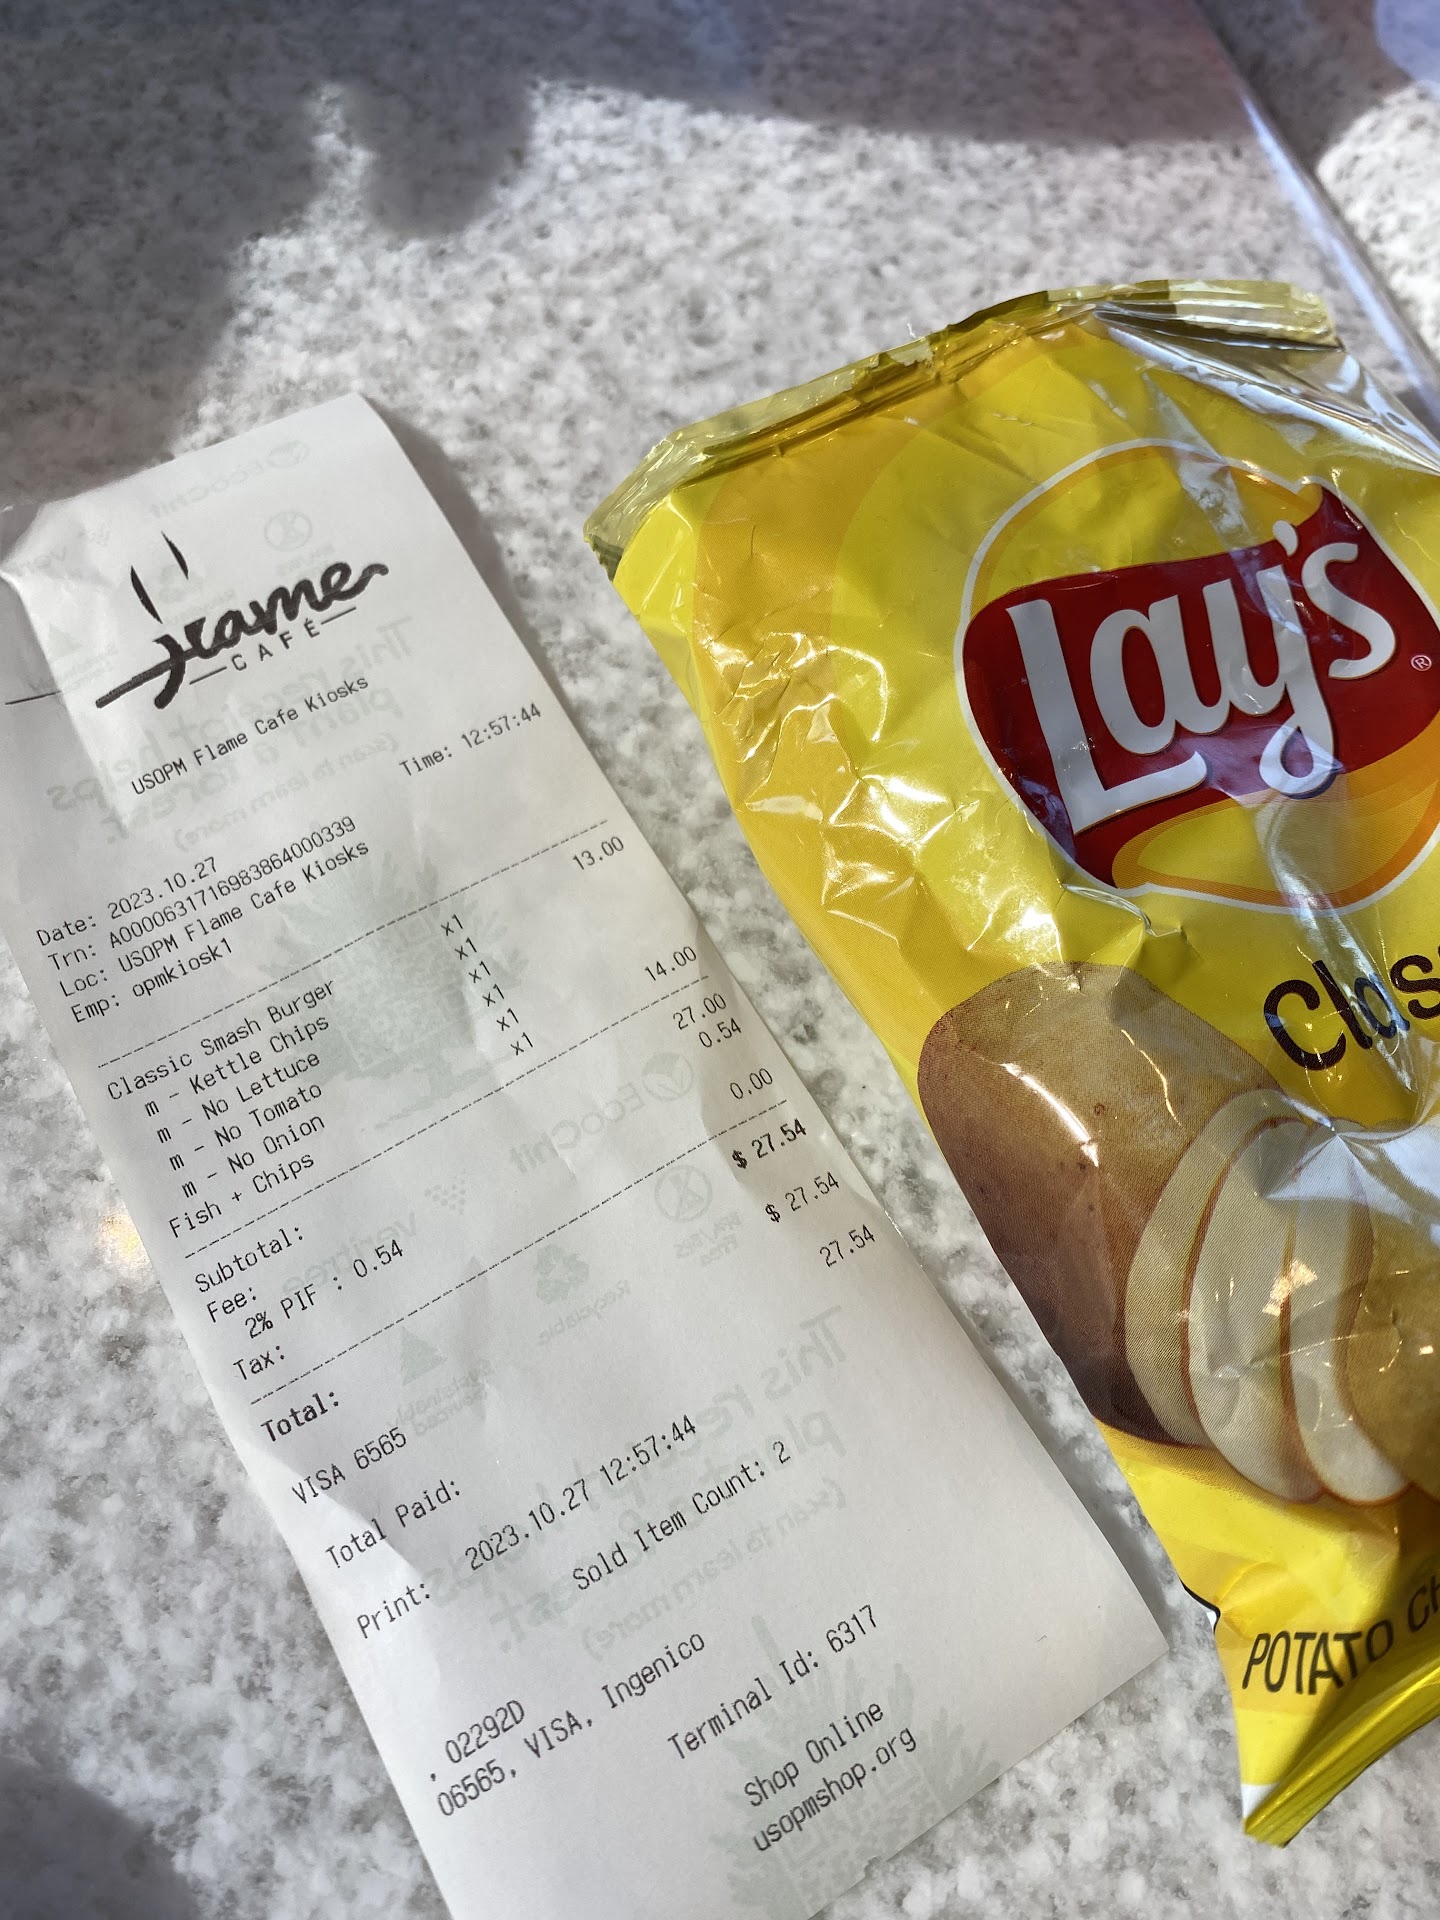 Flame
CAFÉ
USOPM Flame Cafe Kiosks
Date: 2023.10.27 Time: 12:57:44
Trn: A0000631716983864000339
Loc: USOPM Flame Cafe Kiosks
Emp: opmkiosk1
Classic Smash Burger x1 13.00
m - Kettle Chips x1
m - No Lettuce x1
m - No Tomato x1
m - No Onion x1
Fish + Chips x1 14.00
Subtotal: 27.00
Fee: 0.54
2% PIF : 0.54
Tax: 0.00
Total: $ 27.54
VISA 6565 $ 27.54
Total Paid: 27.54
Print: 2023.10.27 12:57:44
Sold Item Count: 2
, 02292D
06565, VISA, Ingenico
Terminal Id: 6317
Shop Online
usopmshop.org
Lay's®
Clas
POTATO CH